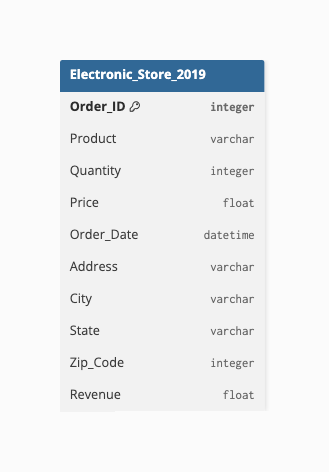 Electronic_Store_2019
Order_ID integer
Product varchar
Quantity integer
Price float
Order_Date datetime
Address varchar
City varchar
State varchar
Zip_Code integer
Revenue float